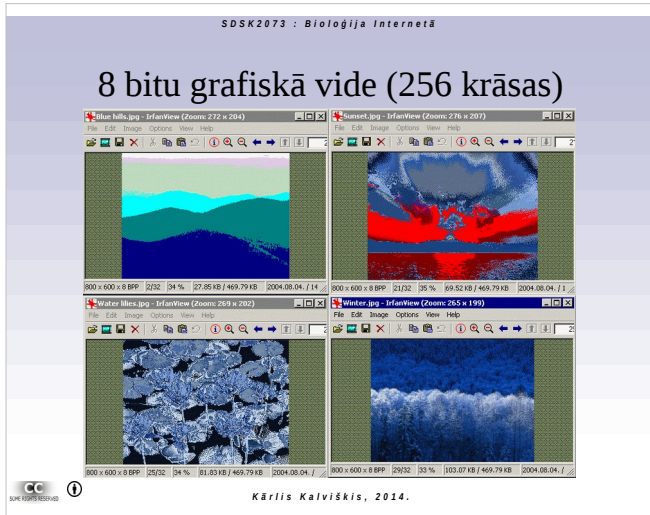 SDSK2073 : Bioloģija Internetā
8 bitu grafiskā vide (256 krāsas)
Blue hills.jpg - IrfanView (Zoom: 272 x 204)
File Edit Image Options View Help
800 x 600 x 8 BPP 2/32 34 % 27.85 KB / 469.79 KB 2004.08.04. / 14
Sunset.jpg - IrfanView (Zoom: 276 x 207)
File Edit Image Options View Help
800 x 600 x 8 BPP 21/32 35 % 69.52 KB / 469.79 KB 2004.08.04. / 1
Water lilies.jpg - IrfanView (Zoom: 269 x 202)
File Edit Image Options View Help
800 x 600 x 8 BPP 25/32 34 % 81.83 KB / 469.79 KB 2004.08.04. /
Winter.jpg - IrfanView (Zoom: 265 x 199)
File Edit Image Options View Help
800 x 600 x 8 BPP 29/32 33 % 103.07 KB / 469.79 KB 2004.08.04. /
CC
SOME RIGHTS RESERVED
Kārlis Kalviškis, 2014.